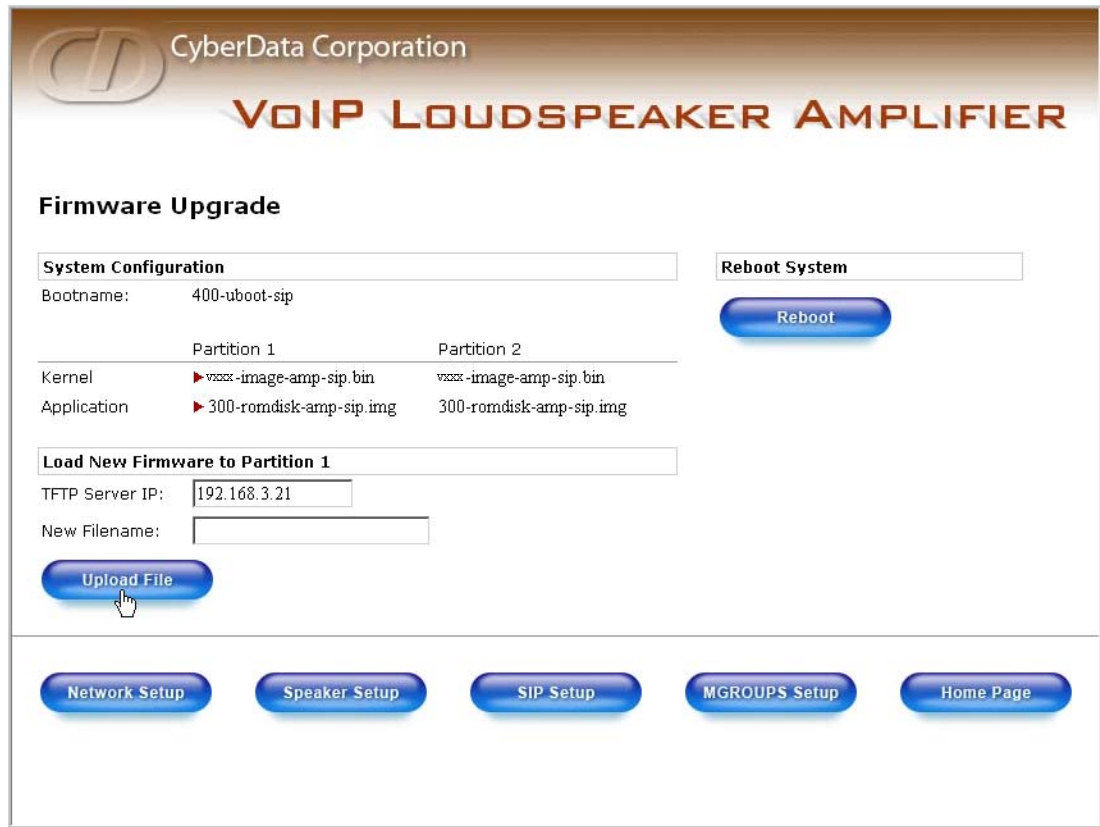 CyberData Corporation
VOIP LOUDSPEAKER AMPLIFIER
Firmware Upgrade
System Configuration
Bootname: 400-uboot-sip
Partition 1 Partition 2
Kernel vxxx-image-amp-sip.bin vxxx-image-amp-sip.bin
Application 300-romdisk-amp-sip.img 300-romdisk-amp-sip.img
Load New Firmware to Partition 1
TFTP Server IP: 192.168.3.21
New Filename:
Upload File
Reboot System
Reboot
Network Setup Speaker Setup SIP Setup MGROUPS Setup Home Page